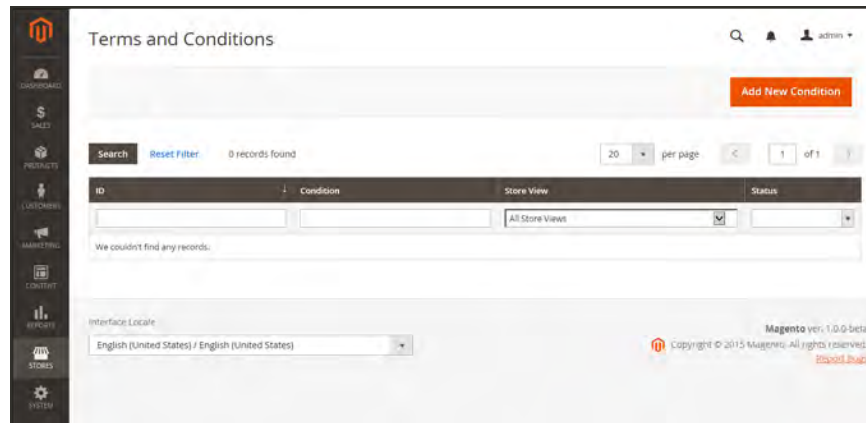 Terms and Conditions
admin
Add New Condition
Search Reset Filter 0 records found 20 per page 1 of 1
ID Condition Store View Status
All Store Views
We couldn't find any records.
Interface Locale
English (United States) / English (United States)
Magento ver. 1.0.0-beta
Copyright © 2015 Magento. All rights reserved.
Report Bugs
DASHBOARD
SALES
PRODUCTS
CUSTOMERS
MARKETING
CONTENT
REPORTS
STORES
SYSTEM